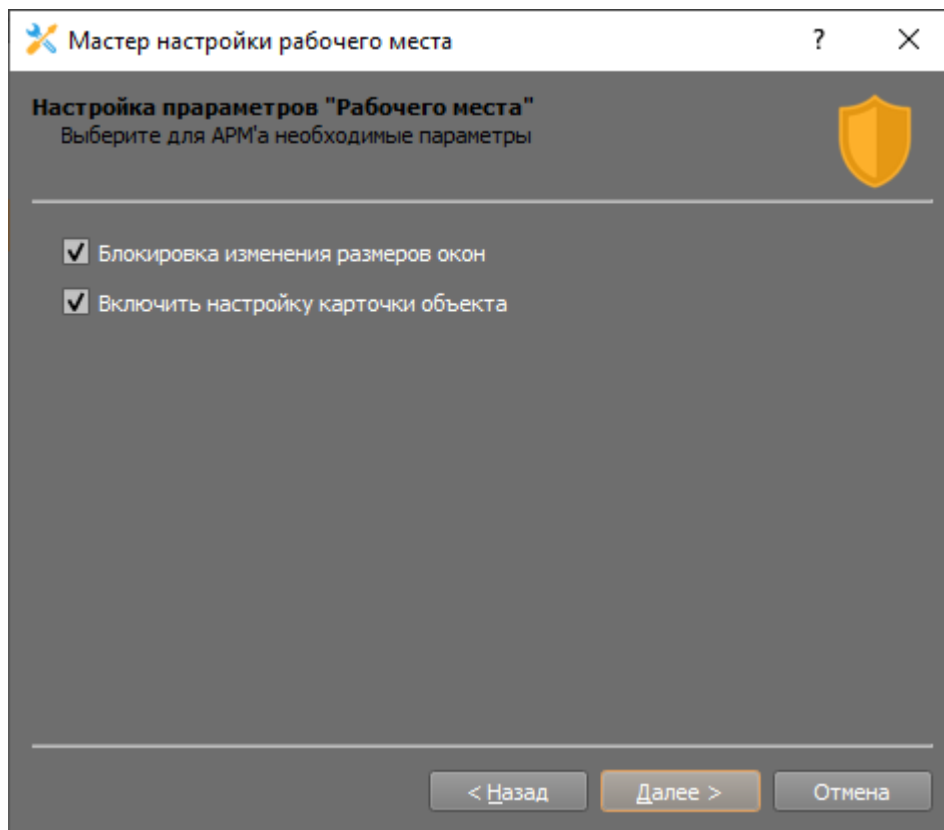 Мастер настройки рабочего места
?
Настройка прараметров "Рабочего места"
Выберите для АРМ'а необходимые параметры
Блокировка изменения размеров окон
Включить настройку карточки объекта
< Назад
Далее >
Отмена